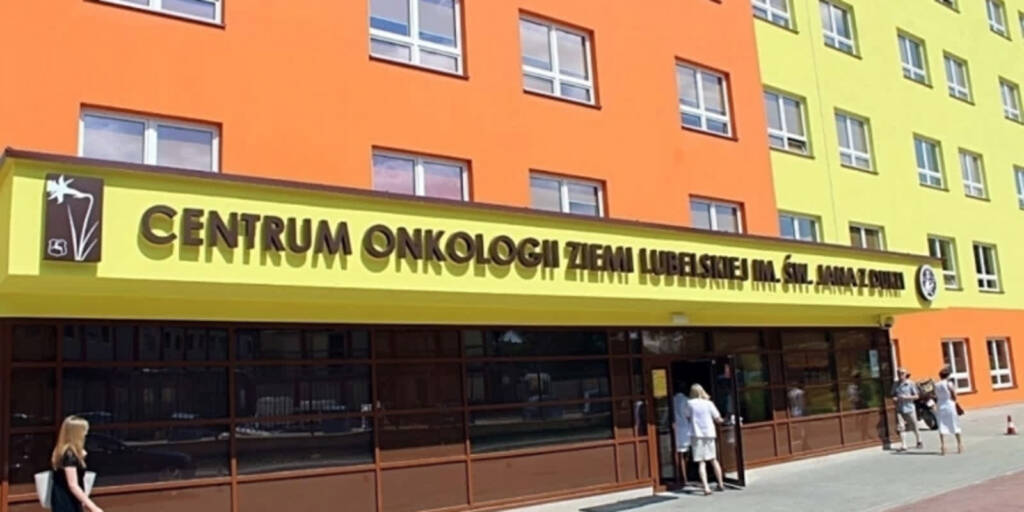 CENTRUM ONKOLOGII ZIEMI LUBELSKIEJ IM. ŚW. JANA Z DUKLI